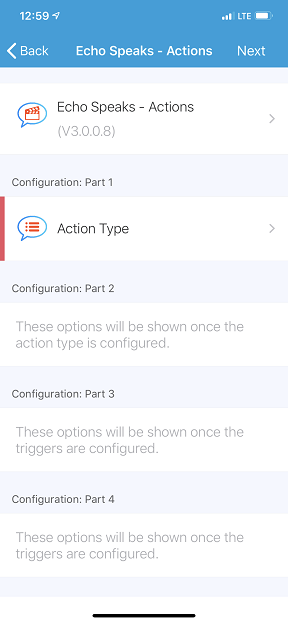 12:59 LTE
Back Echo Speaks - Actions Next
Echo Speaks - Actions
(V3.0.0.8)
Configuration: Part 1
Action Type
Configuration: Part 2
These options will be shown once the
action type is configured.
Configuration: Part 3
These options will be shown once the
triggers are configured.
Configuration: Part 4
These options will be shown once the
triggers are configured.